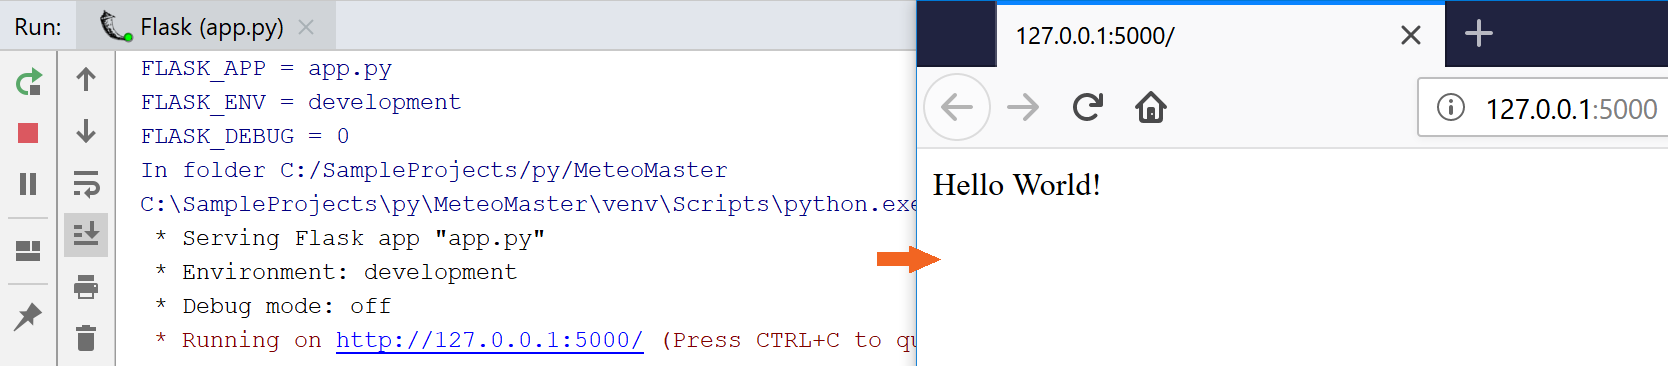 Run: Flask (app.py)
FLASK_APP = app.py
FLASK_ENV = development
FLASK_DEBUG = 0
In folder C:/SampleProjects/py/MeteoMaster
C:\SampleProjects\py\MeteoMaster\venv\Scripts\python.exe
* Serving Flask app "app.py"
* Environment: development
* Debug mode: off
* Running on http://127.0.0.1:5000/ (Press CTRL+C to qu
127.0.0.1:5000/
127.0.0.1:5000
Hello World!